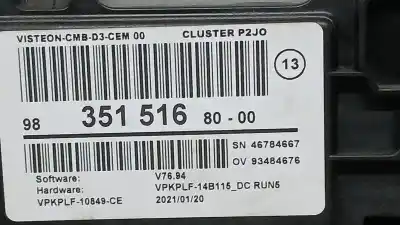 VISTEON-CMB-D3-CEM 00 CLUSTER P2JO
13
98 351 516 80-00
SN 46784667
OV 93484676
Software: V76.94
Hardware: VPKPLF-14B115_DC RUN5
VPKPLF-10849-CE 2021/01/20